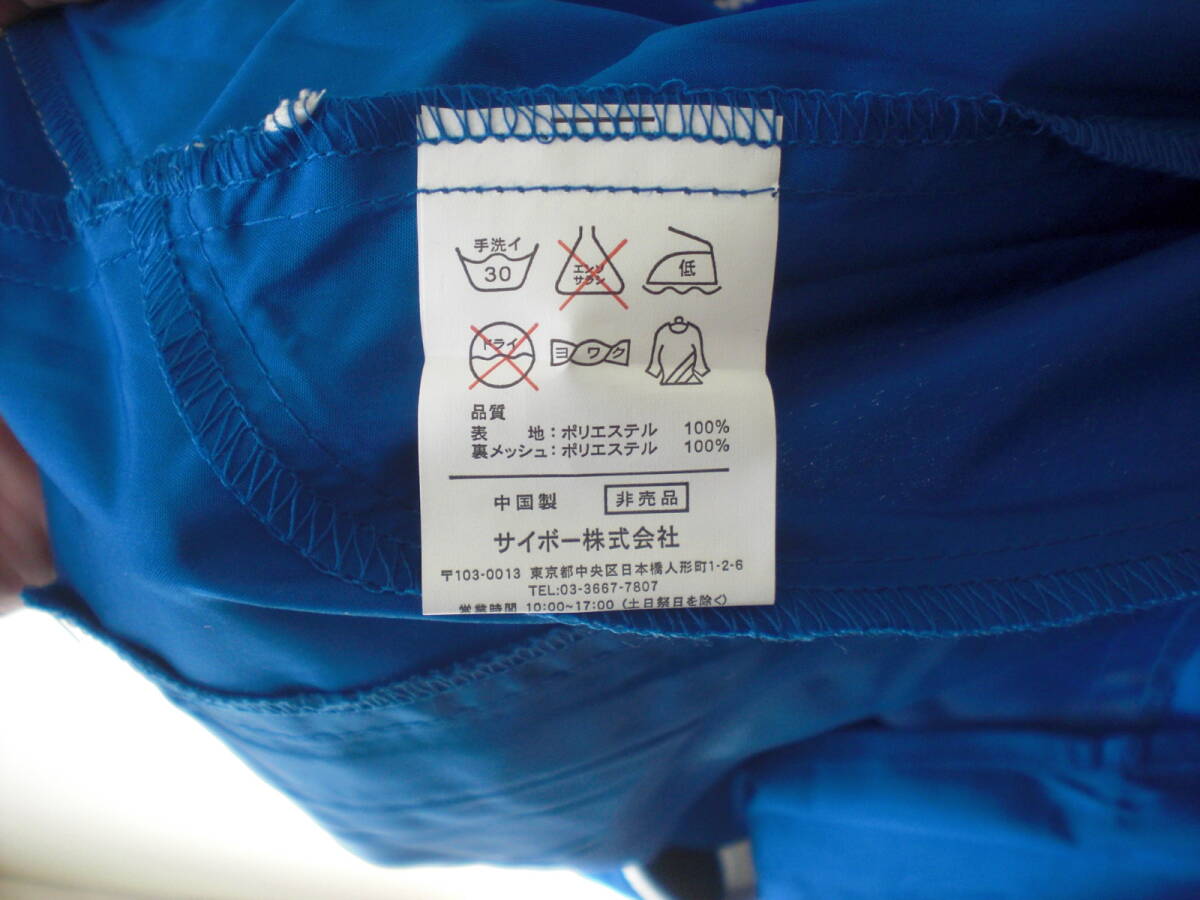 手洗イ
30
エンソ
サラシ
低
ドライ
ヨワク
品質
表 地:ポリエステル 100%
裏メッシュ:ポリエステル 100%
中国製 非売品
サイボー株式会社
〒103-0013 東京都中央区日本橋人形町1-2-6
TEL:03-3667-7807
営業時間 10:00~17:00 (土日祭日を除く)